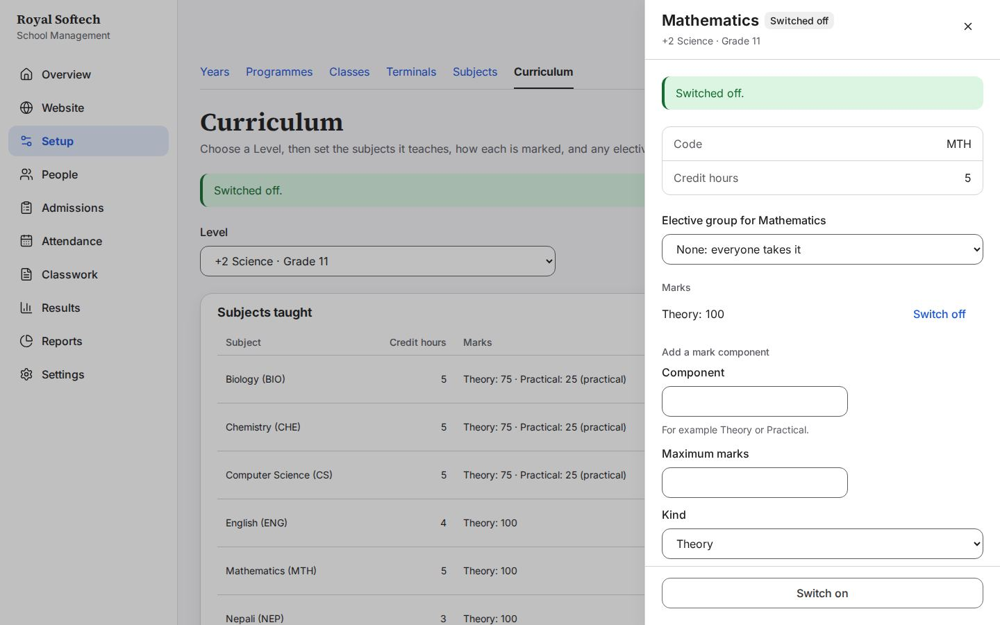 Royal Softech
School Management
Overview
Website
Setup
People
Admissions
Attendance
Classwork
Results
Reports
Settings
Years Programmes Classes Terminals Subjects Curriculum
Curriculum
Choose a Level, then set the subjects it teaches, how each is marked, and any electiv
Switched off.
Level
+2 Science · Grade 11
Subjects taught
Subject Credit hours Marks
Biology (BIO) 5 Theory: 75 · Practical: 25 (practical)
Chemistry (CHE) 5 Theory: 75 · Practical: 25 (practical)
Computer Science (CS) 5 Theory: 75 · Practical: 25 (practical)
English (ENG) 4 Theory: 100
Mathematics (MTH) 5 Theory: 100
Nepali (NEP) 3 Theory: 100
Mathematics Switched off
+2 Science · Grade 11
Switched off.
Code MTH
Credit hours 5
Elective group for Mathematics
None: everyone takes it
Marks
Theory: 100 Switch off
Add a mark component
Component
For example Theory or Practical.
Maximum marks
Kind
Theory
Switch on